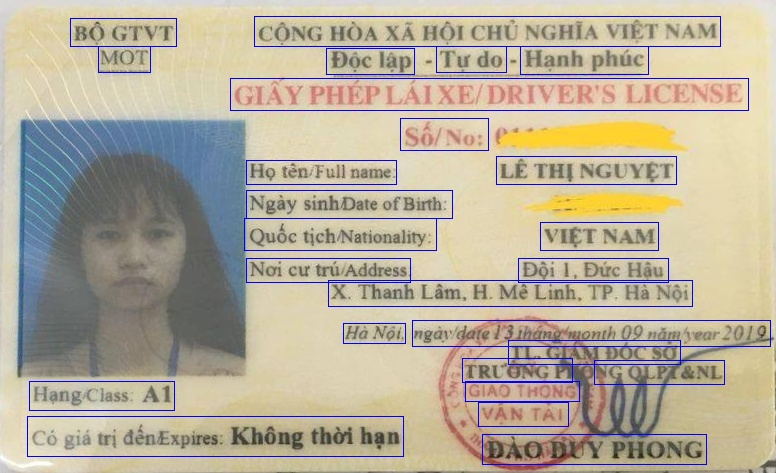 BỘ GTVT
MOT
CỘNG HÒA XÃ HỘI CHỦ NGHĨA VIỆT NAM
Độc lập - Tự do - Hạnh phúc
GIẤY PHÉP LÁI XE/ DRIVER'S LICENSE
Số/No:
Họ tên/Full name: LÊ THỊ NGUYỆT
Ngày sinh/Date of Birth:
Quốc tịch/Nationality: VIỆT NAM
Nơi cư trú/Address: Đội 1, Đức Hậu
X. Thanh Lâm, H. Mê Linh, TP. Hà Nội
Hà Nội, ngày/date 13 tháng/month 09 năm/year 2019
TL. GIÁM ĐỐC SỞ
TRƯỞNG PHÒNG QLPT&NL
GIAO THÔNG
VẬN TẢI
Hạng/Class: A1
Có giá trị đến/Expires: Không thời hạn
ĐÀO DUY PHONG